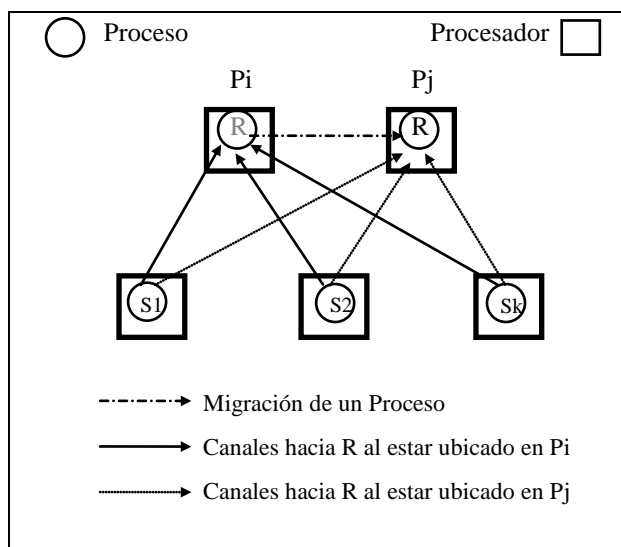 Proceso
Procesador
Pi
Pj
R
R
S1
S2
Sk
Migración de un Proceso
Canales hacia R al estar ubicado en Pi
Canales hacia R al estar ubicado en Pj